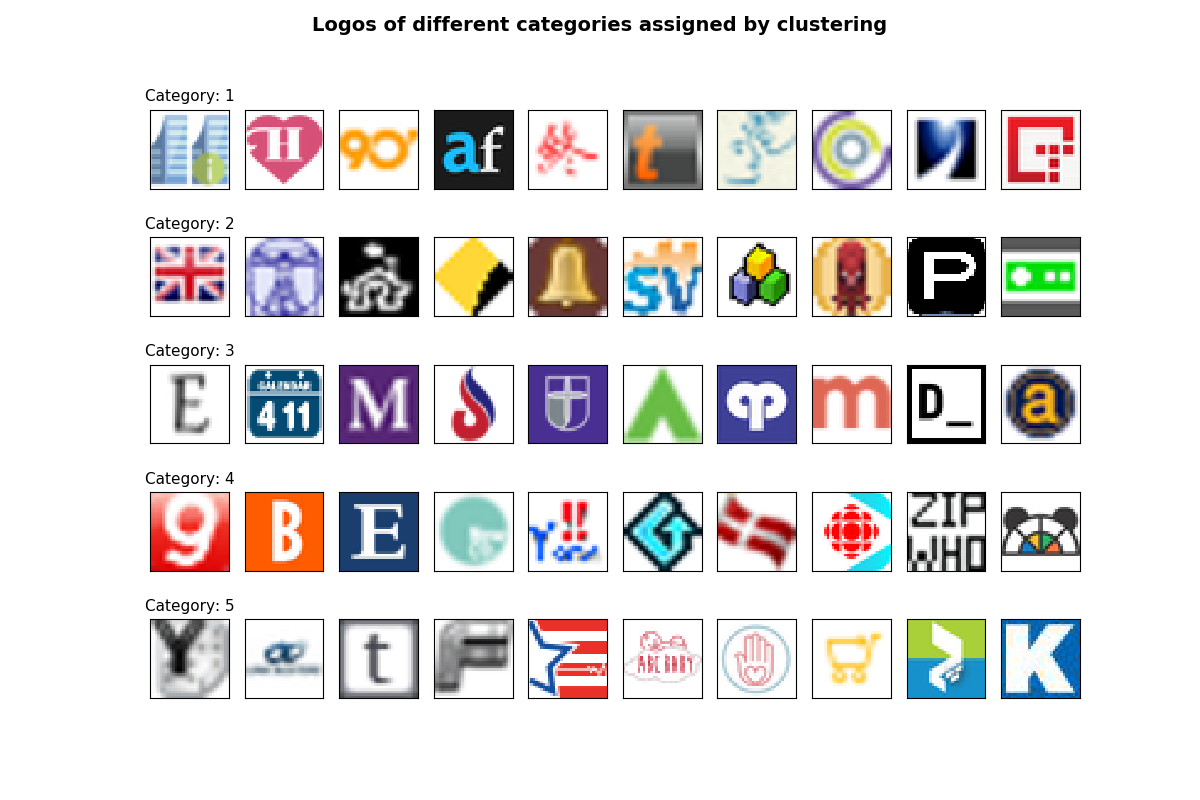 Logos of different categories assigned by clustering
Category: 1
i H 90' af t
Category: 2
SV P
Category: 3
E CALENDAR 411 M m D_ a
Category: 4
9 B E ZIP WHO
Category: 5
Y t F ABC BABY K